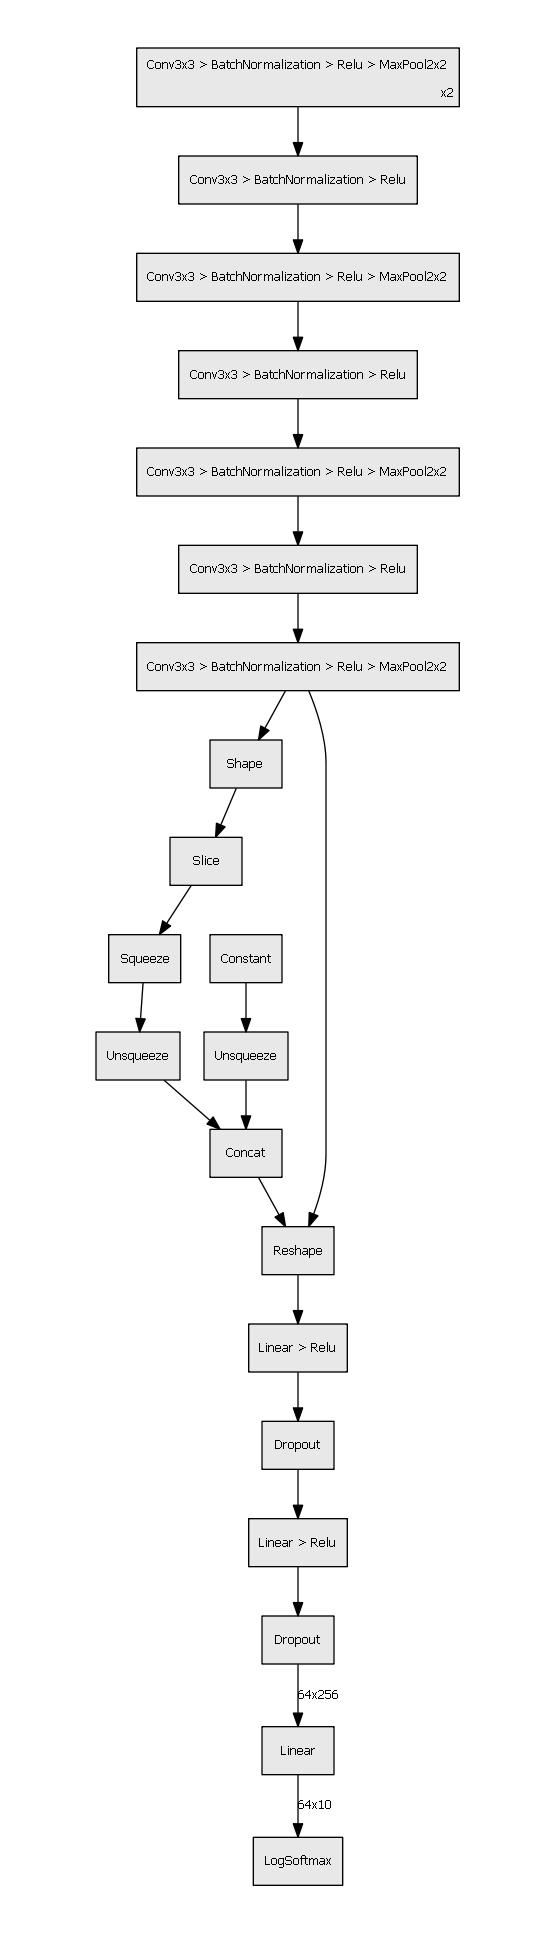 Conv3x3 > BatchNormalization > Relu > MaxPool2x2
x2
Conv3x3 > BatchNormalization > Relu
Conv3x3 > BatchNormalization > Relu > MaxPool2x2
Conv3x3 > BatchNormalization > Relu
Conv3x3 > BatchNormalization > Relu > MaxPool2x2
Conv3x3 > BatchNormalization > Relu
Conv3x3 > BatchNormalization > Relu > MaxPool2x2
Shape
Slice
Squeeze
Constant
Unsqueeze
Unsqueeze
Concat
Reshape
Linear > Relu
Dropout
Linear > Relu
Dropout
64x256
Linear
64x10
LogSoftmax